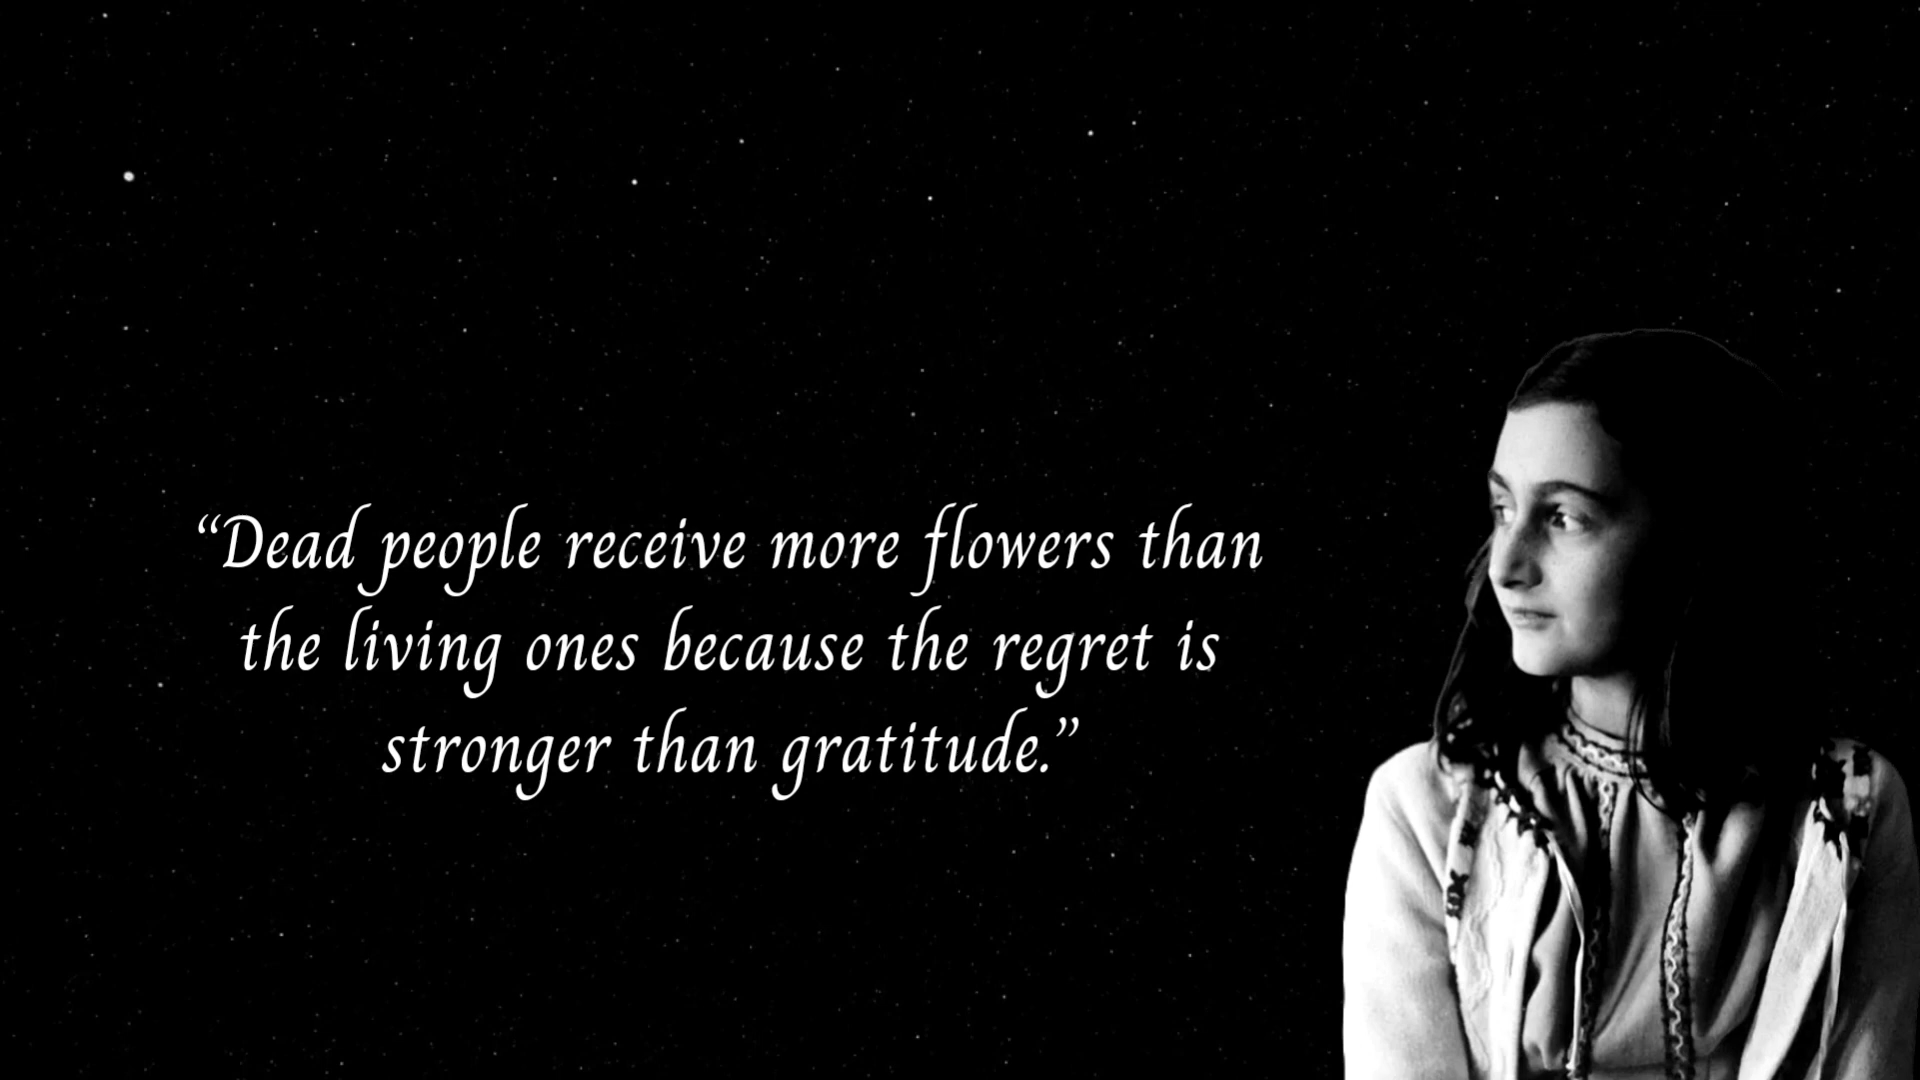 “Dead people receive more flowers than
the living ones because the regret is
stronger than gratitude.”